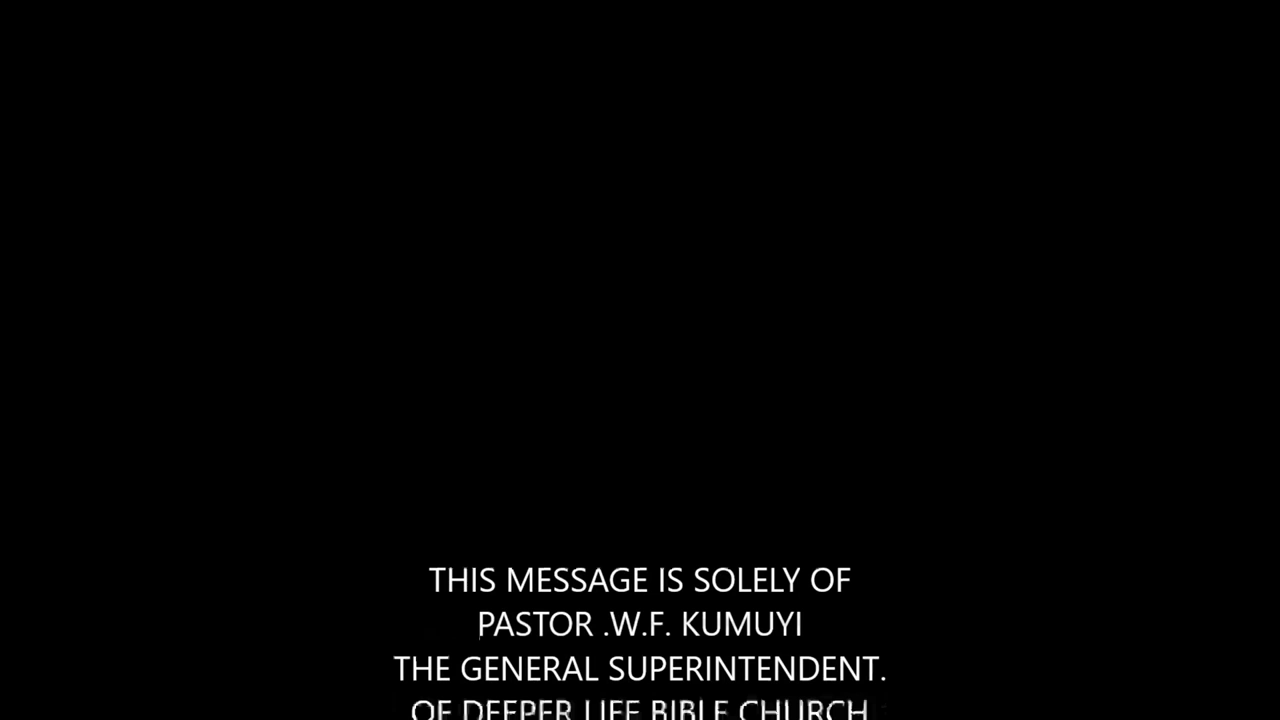 THIS MESSAGE IS SOLELY OF
PASTOR .W.F. KUMUYI
THE GENERAL SUPERINTENDENT.
OF DEEPER LIFE BIBLE CHURCH